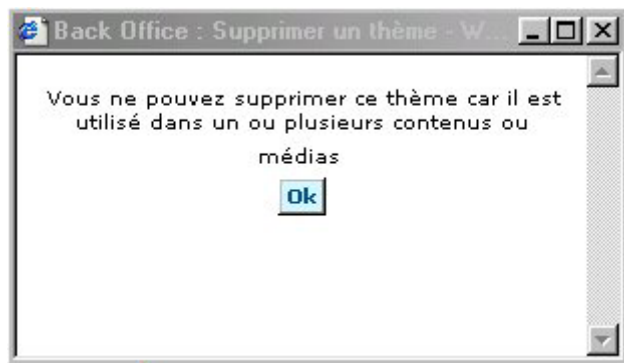 Back Office : Supprimer un thème - W...
Vous ne pouvez supprimer ce thème car il est
utilisé dans un ou plusieurs contenus ou
médias
Ok